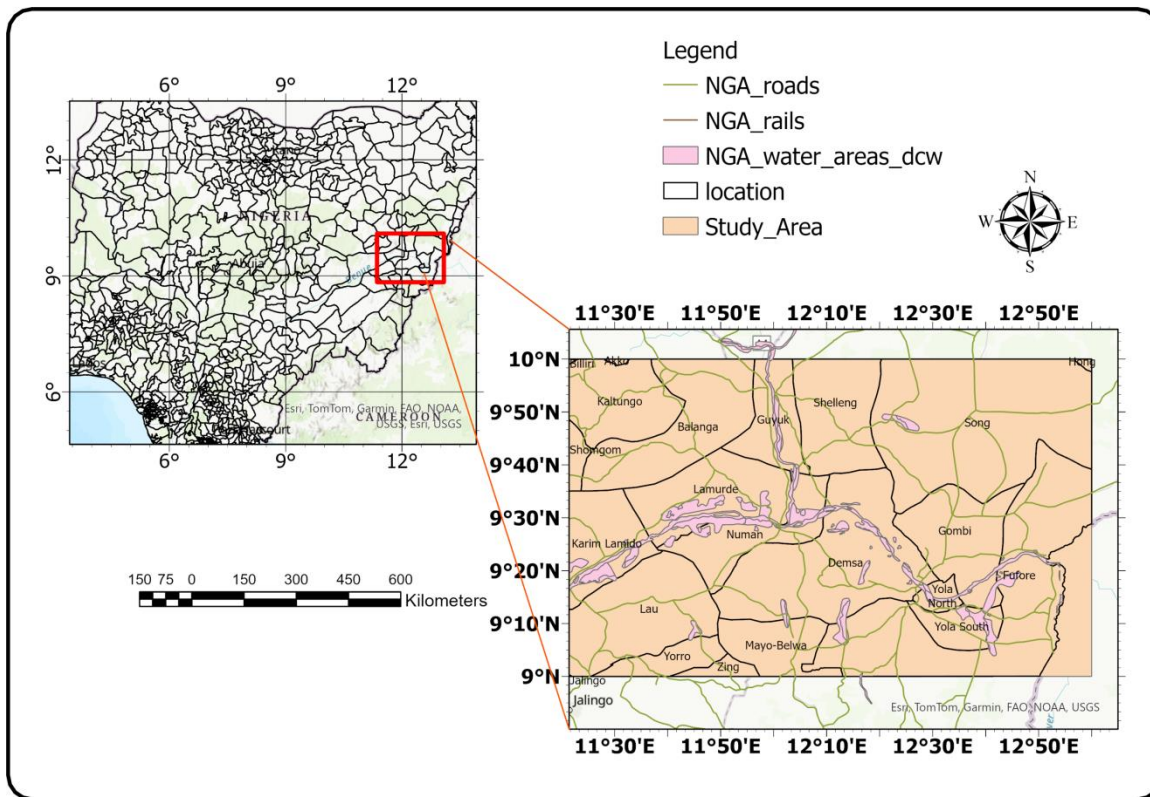 6° 9° 12°
12°
9°
6°
NIGERIA
Abuja
Benue
Esri, TomTom, Garmin, FAO, NOAA,
USGS, Esri, USGS
CAMEROON
6° 9° 12°
150 75 0 150 300 450 600
Kilometers
Legend
NGA_roads
NGA_rails
NGA_water_areas_dcw
location
Study_Area
N
W E
S
11°30'E 11°50'E 12°10'E 12°30'E 12°50'E
10°N
9°50'N
9°40'N
9°30'N
9°20'N
9°10'N
9°N
Billiri Akko Hong
Kaltungo
Shelleng
Guyuk
Song
Balanga
Shomgom
Lamurde
Numan
Gombi
Karim Lamido
Demsa
Fufore
Yola
North
Lau
Yola South
Mayo-Belwa
Yorro
Zing
Jalingo
Jalingo
Esri, TomTom, Garmin, FAO, NOAA, USGS
11°30'E 11°50'E 12°10'E 12°30'E 12°50'E